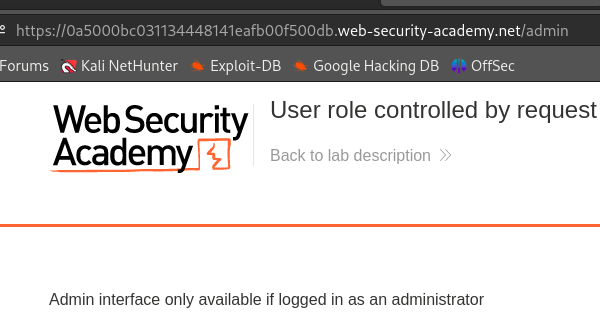 https://0a5000bc031134448141eafb00f500db.web-security-academy.net/admin
Forums Kali NetHunter Exploit-DB Google Hacking DB OffSec
Web Security
Academy
User role controlled by request
Back to lab description
Admin interface only available if logged in as an administrator